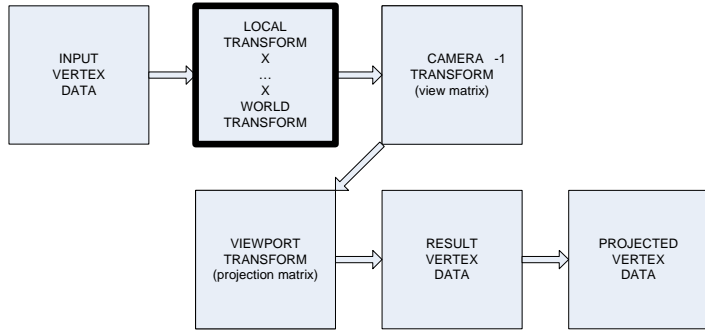 INPUT
VERTEX
DATA
LOCAL
TRANSFORM
X
...
X
WORLD
TRANSFORM
CAMERA -1
TRANSFORM
(view matrix)
VIEWPORT
TRANSFORM
(projection matrix)
RESULT
VERTEX
DATA
PROJECTED
VERTEX
DATA